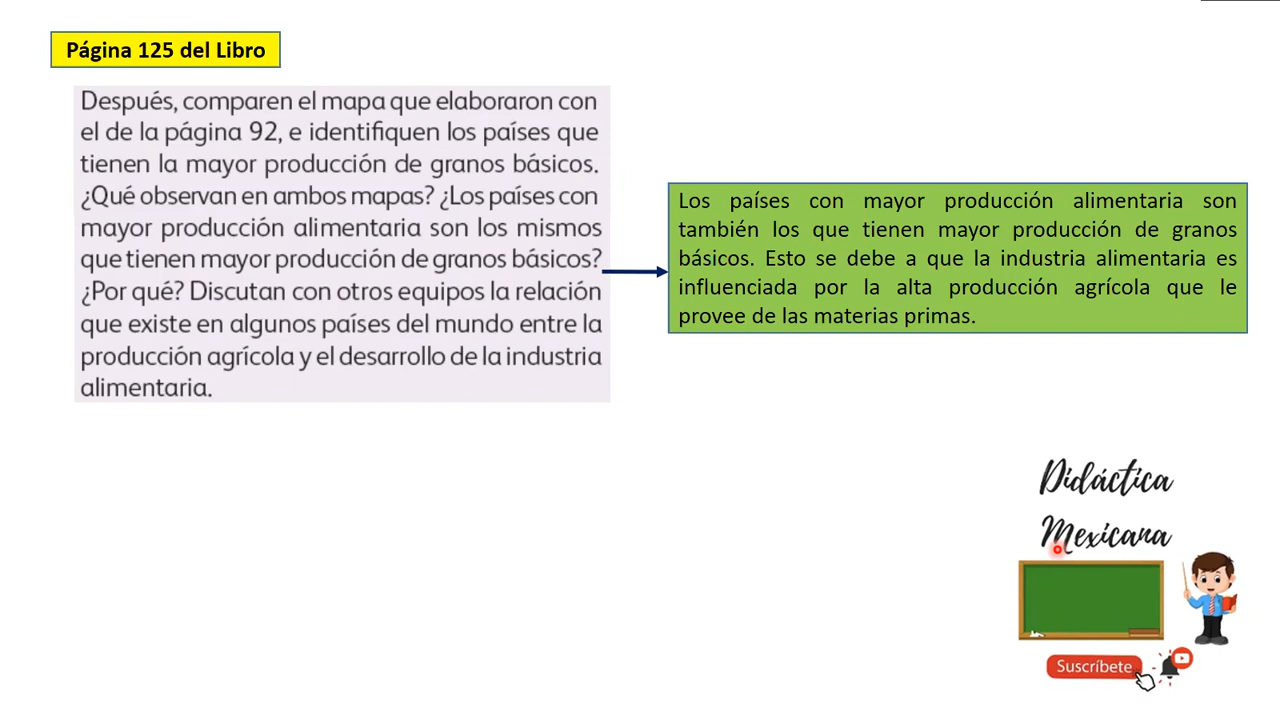 Página 125 del Libro
Después, comparen el mapa que elaboraron con
el de la página 92, e identifiquen los países que
tienen la mayor producción de granos básicos.
¿Qué observan en ambos mapas? ¿Los países con
mayor producción alimentaria son los mismos
que tienen mayor producción de granos básicos?
¿Por qué? Discutan con otros equipos la relación
que existe en algunos países del mundo entre la
producción agrícola y el desarrollo de la industria
alimentaria.
Los países con mayor producción alimentaria son
también los que tienen mayor producción de granos
básicos. Esto se debe a que la industria alimentaria es
influenciada por la alta producción agrícola que le
provee de las materias primas.
Didáctica
Mexicana
Suscríbete